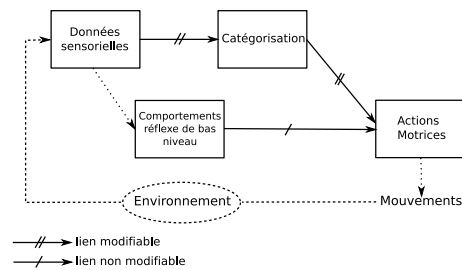 Données
sensorielles
Catégorisation
Comportements
réflexe de bas
niveau
Actions
Motrices
Environnement
Mouvements
lien modifiable
lien non modifiable